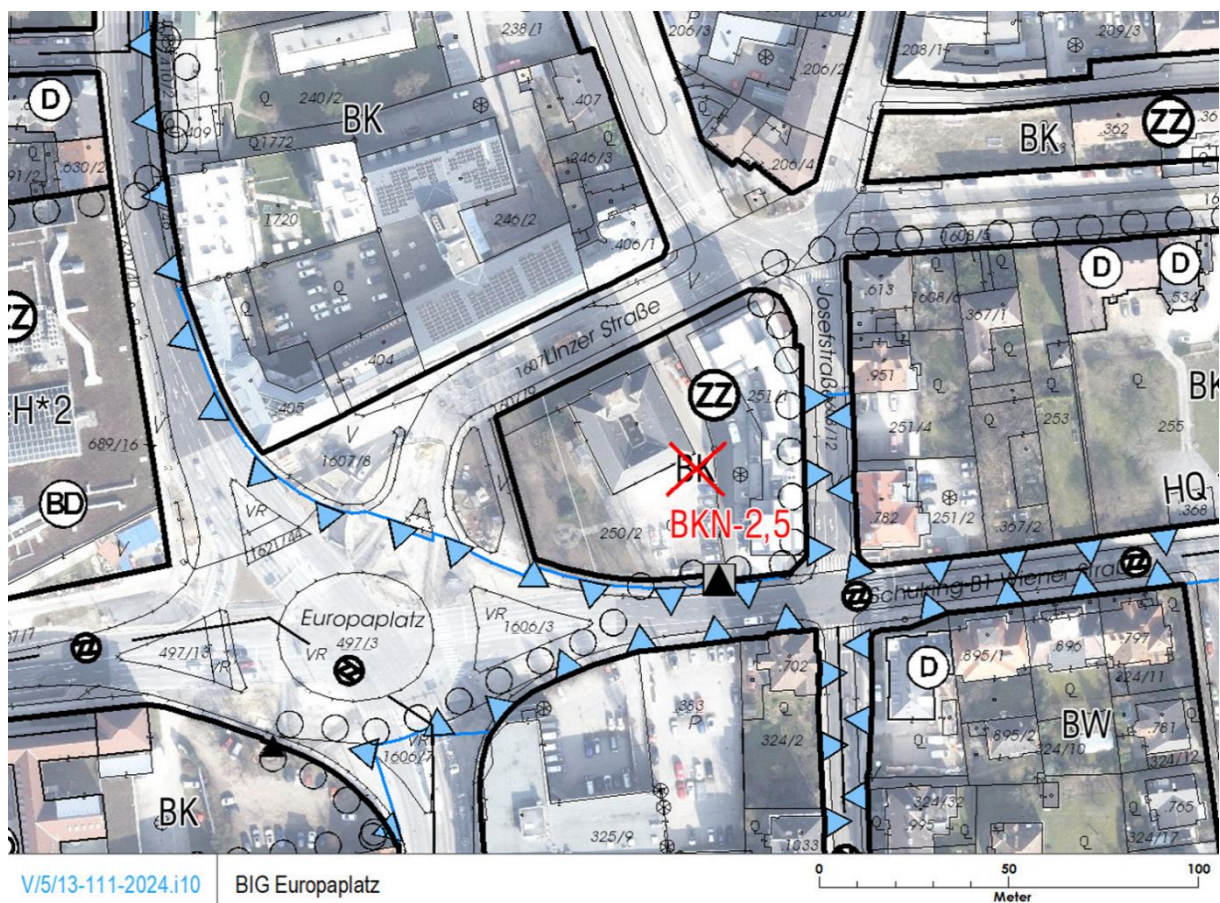 238/1
206/3
P
.206/2
208/1
.209/3
D
240/2
Q
BK
.407
.409
Q1772
.246/3
.206/4
BK
.362
ZZ
.630/2
1720
246/2
.406/1
1608/5
V
Linzer Straße
1607
Josefstraße
.613
1608/6
367/1
D
D
.534
ZZ
.404
.405
.951
251/1
ZZ
251/4
253
255
BK
-H*2
689/16
V
1607/8
BK
BKN-2,5
BD
VR
1621/44
250/2
.782
251/2
.367/2
HQ
368
Schulring B1 Wiener Straße
ZZ
ZZ
Europaplatz
497/3
VR
ZZ
VR
1606/3
497/13
VR
ZZ
.702
D
.895/1
.896
.797
324/11
.383
P
324/2
BW
.895/2
324/10
.781
324/12
VR
1606/7
BK
325/9
.1033
324/32
.995
.765
324/17
V/5/13-111-2024.i10
BIG Europaplatz
0
50
100
Meter